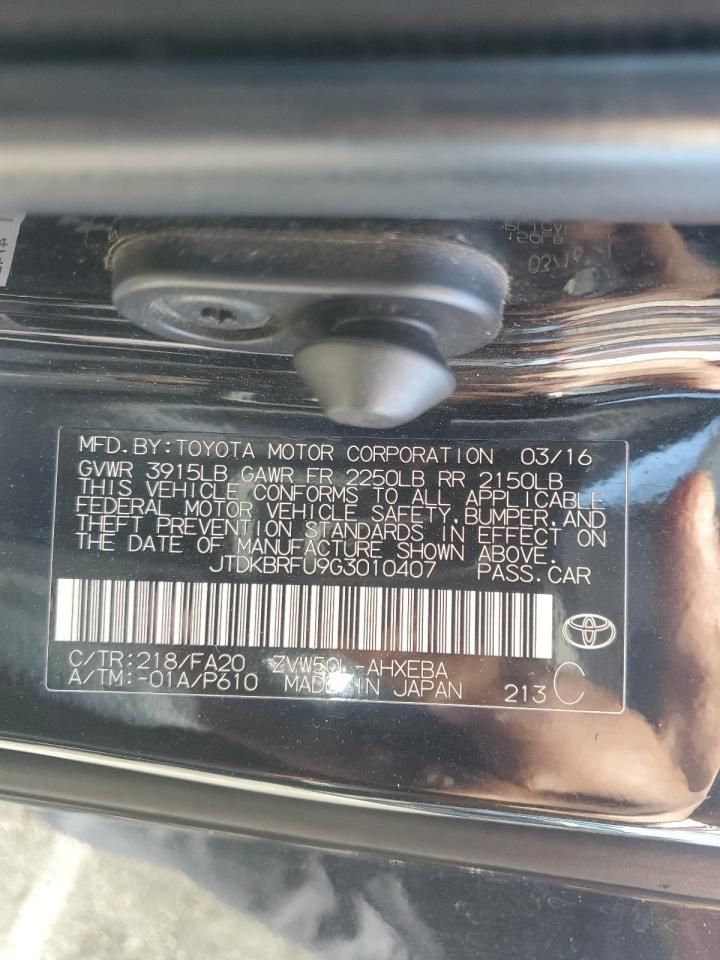 MFD.BY:TOYOTA MOTOR CORPORATION 03/16
GVWR 3915LB GAWR FR 2250LB RR 2150LB
THIS VEHICLE CONFORMS TO ALL APPLICABLE
FEDERAL MOTOR VEHICLE SAFETY,BUMPER,AND
THEFT PREVENTION STANDARDS IN EFFECT ON
THE DATE OF MANUFACTURE SHOWN ABOVE.
JTDKBRFU9G3010407 PASS.CAR
C/TR:218/FA20 ZVW50L-AHXEBA
A/TM:-01A/P610 MADE IN JAPAN 213 C